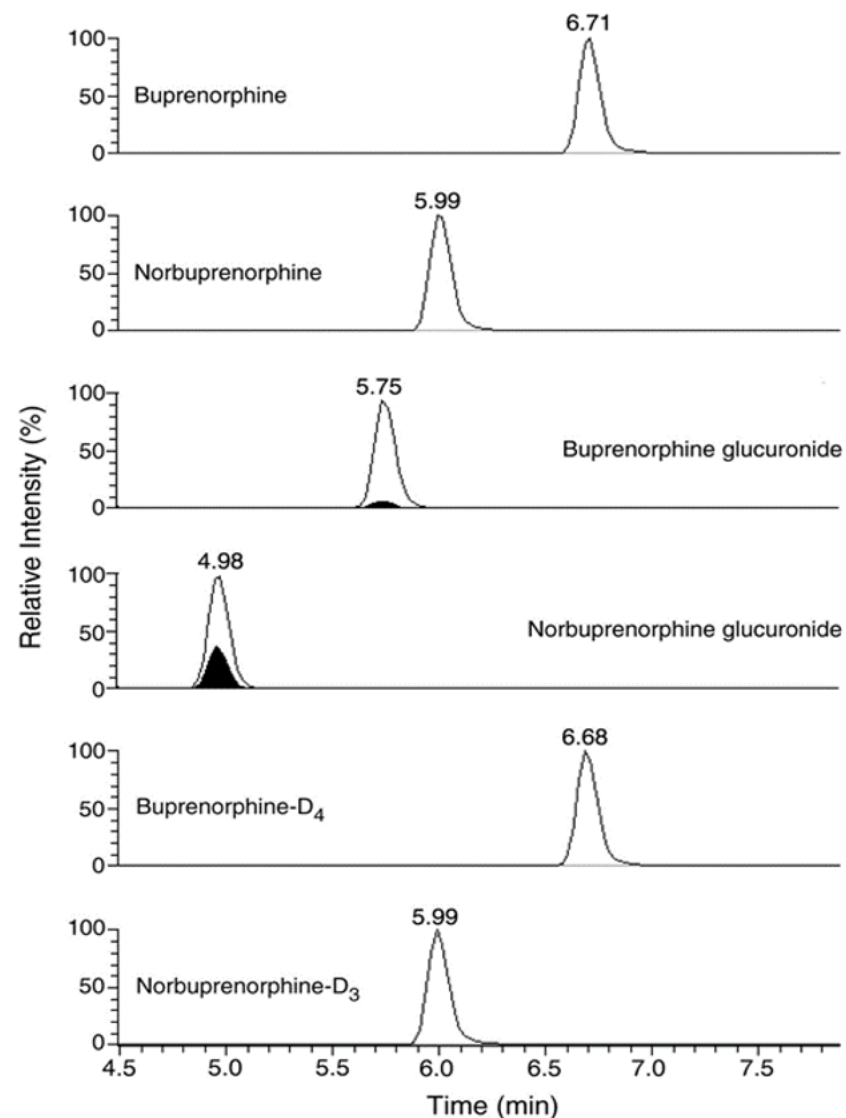 6.71
100
50
0
Buprenorphine
5.99
100
50
0
Norbuprenorphine
5.75
100
50
0
Buprenorphine glucuronide
4.98
100
50
0
Norbuprenorphine glucuronide
6.68
100
50
0
Buprenorphine-D4
5.99
100
50
0
Norbuprenorphine-D3
4.5 5.0 5.5 6.0 6.5 7.0 7.5
Time (min)
Relative Intensity (%)